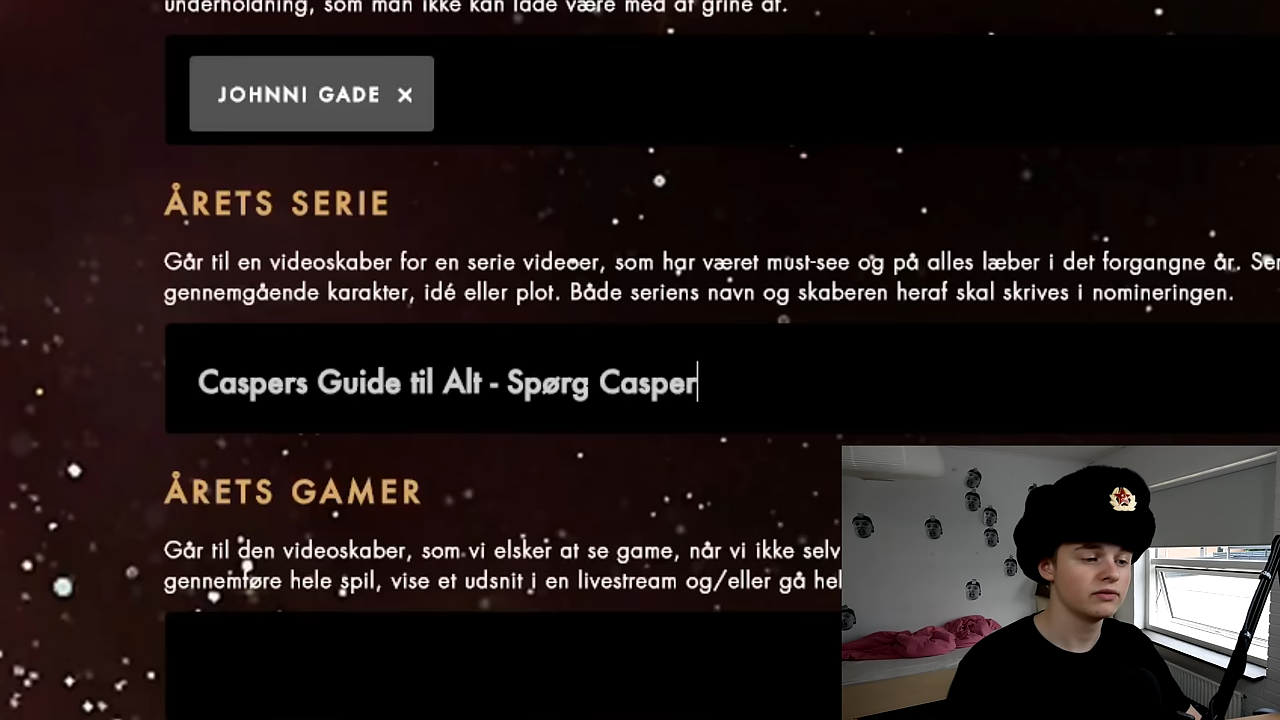 underholdning, som man ikke kan lade være med at grine af.
JOHNNI GADE ×
ÅRETS SERIE
Går til en videoskaber for en serie videoer, som har været must-see og på alles læber i det forgangne år. Ser
gennemgående karakter, idé eller plot. Både seriens navn og skaberen heraf skal skrives i nomineringen.
Caspers Guide til Alt - Spørg Casper
ÅRETS GAMER
Går til den videoskaber, som vi elsker at se game, når vi ikke selv
gennemføre hele spil, vise et udsnit i en livestream og/eller gå hel